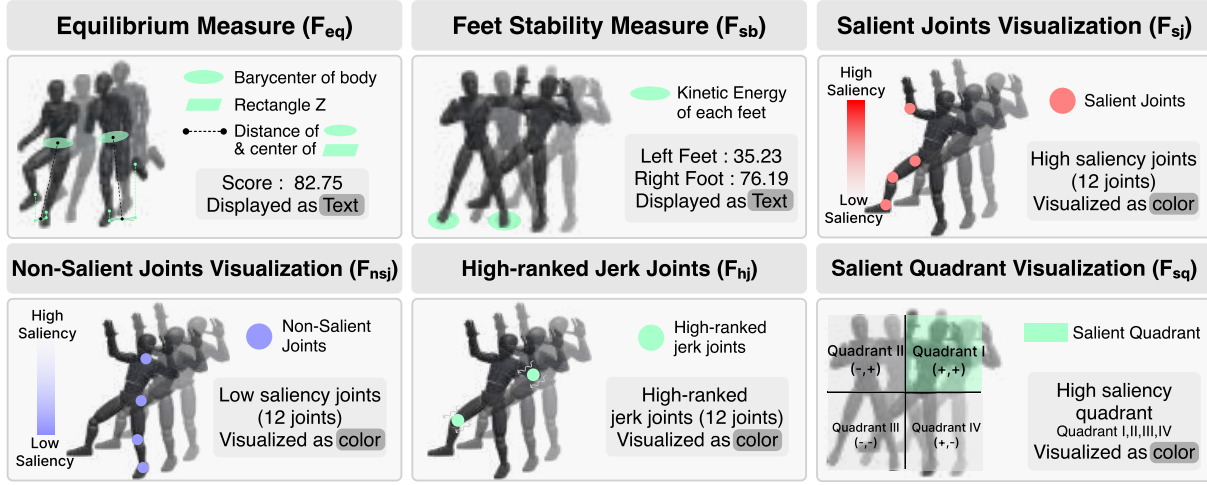 Equilibrium Measure (Feq)
Barycenter of body
Rectangle Z
Distance of
& center of
Score : 82.75
Displayed as Text
Feet Stability Measure (Fsb)
Kinetic Energy
of each feet
Left Feet : 35.23
Right Foot : 76.19
Displayed as Text
Salient Joints Visualization (Fsj)
High
Saliency
Low
Saliency
Salient Joints
High saliency joints
(12 joints)
Visualized as color
Non-Salient Joints Visualization (Fnsj)
High
Saliency
Low
Saliency
Non-Salient
Joints
Low saliency joints
(12 joints)
Visualized as color
High-ranked Jerk Joints (Fhj)
High-ranked
jerk joints
High-ranked
jerk joints (12 joints)
Visualized as color
Salient Quadrant Visualization (Fsq)
Quadrant II
(-,+)
Quadrant I
(+,+)
Quadrant III
(-,-)
Quadrant IV
(+,-)
Salient Quadrant
High saliency
quadrant
Quadrant I,II,III,IV
Visualized as color